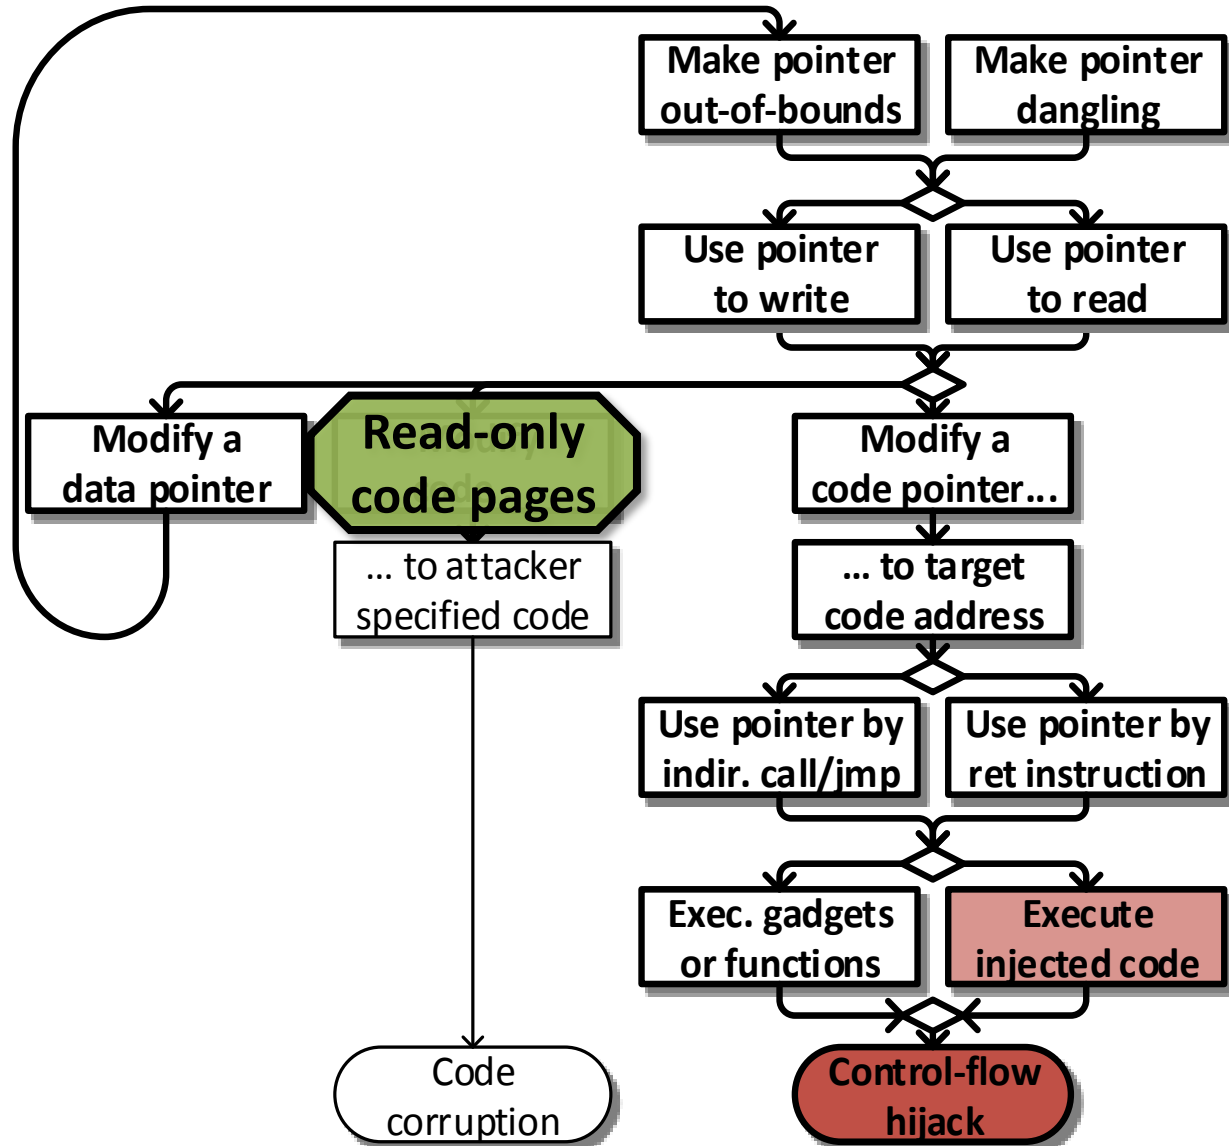 Make pointer
out-of-bounds
Make pointer
dangling
Use pointer
to write
Use pointer
to read
Modify a
data pointer
Read-only
code pages
Modify a
code pointer...
... to attacker
specified code
... to target
code address
Use pointer by
indir. call/jmp
Use pointer by
ret instruction
Exec. gadgets
or functions
Execute
injected code
Code
corruption
Control-flow
hijack